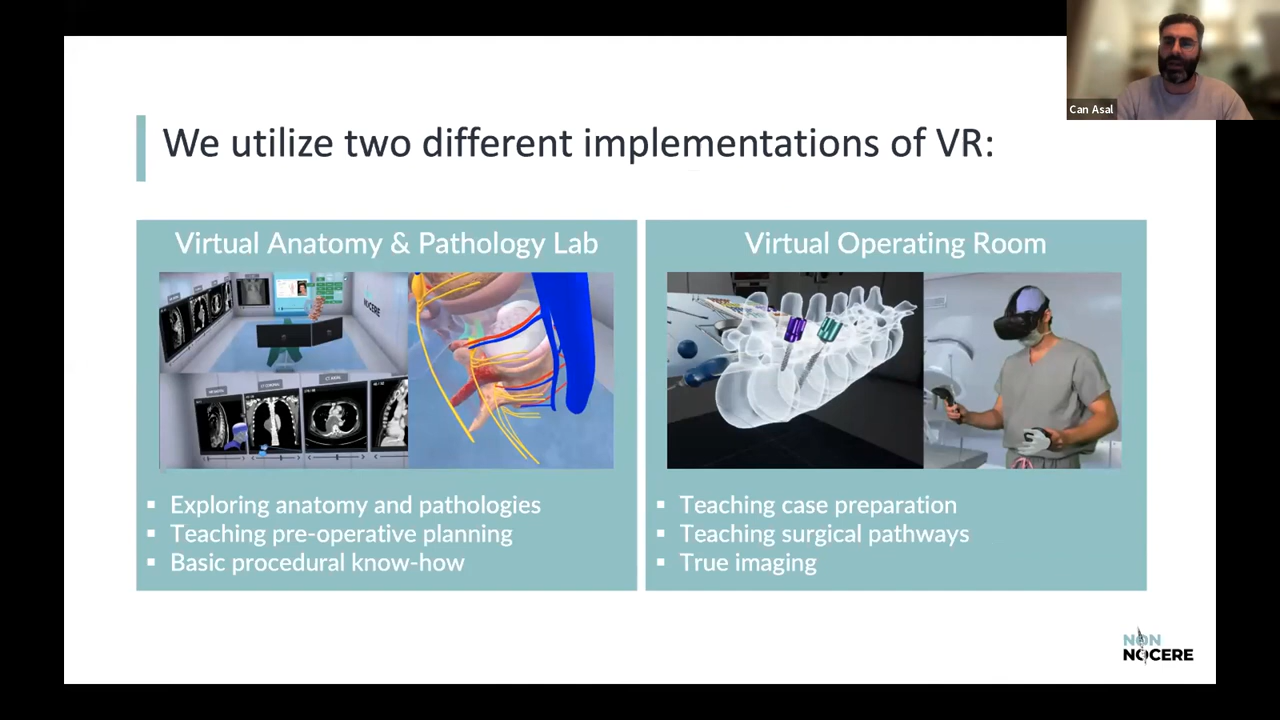 Can Asal
We utilize two different implementations of VR:
Virtual Anatomy & Pathology Lab
NOCERE
▪ Exploring anatomy and pathologies
▪ Teaching pre-operative planning
▪ Basic procedural know-how
Virtual Operating Room
▪ Teaching case preparation
▪ Teaching surgical pathways
▪ True imaging
NON
NOCERE